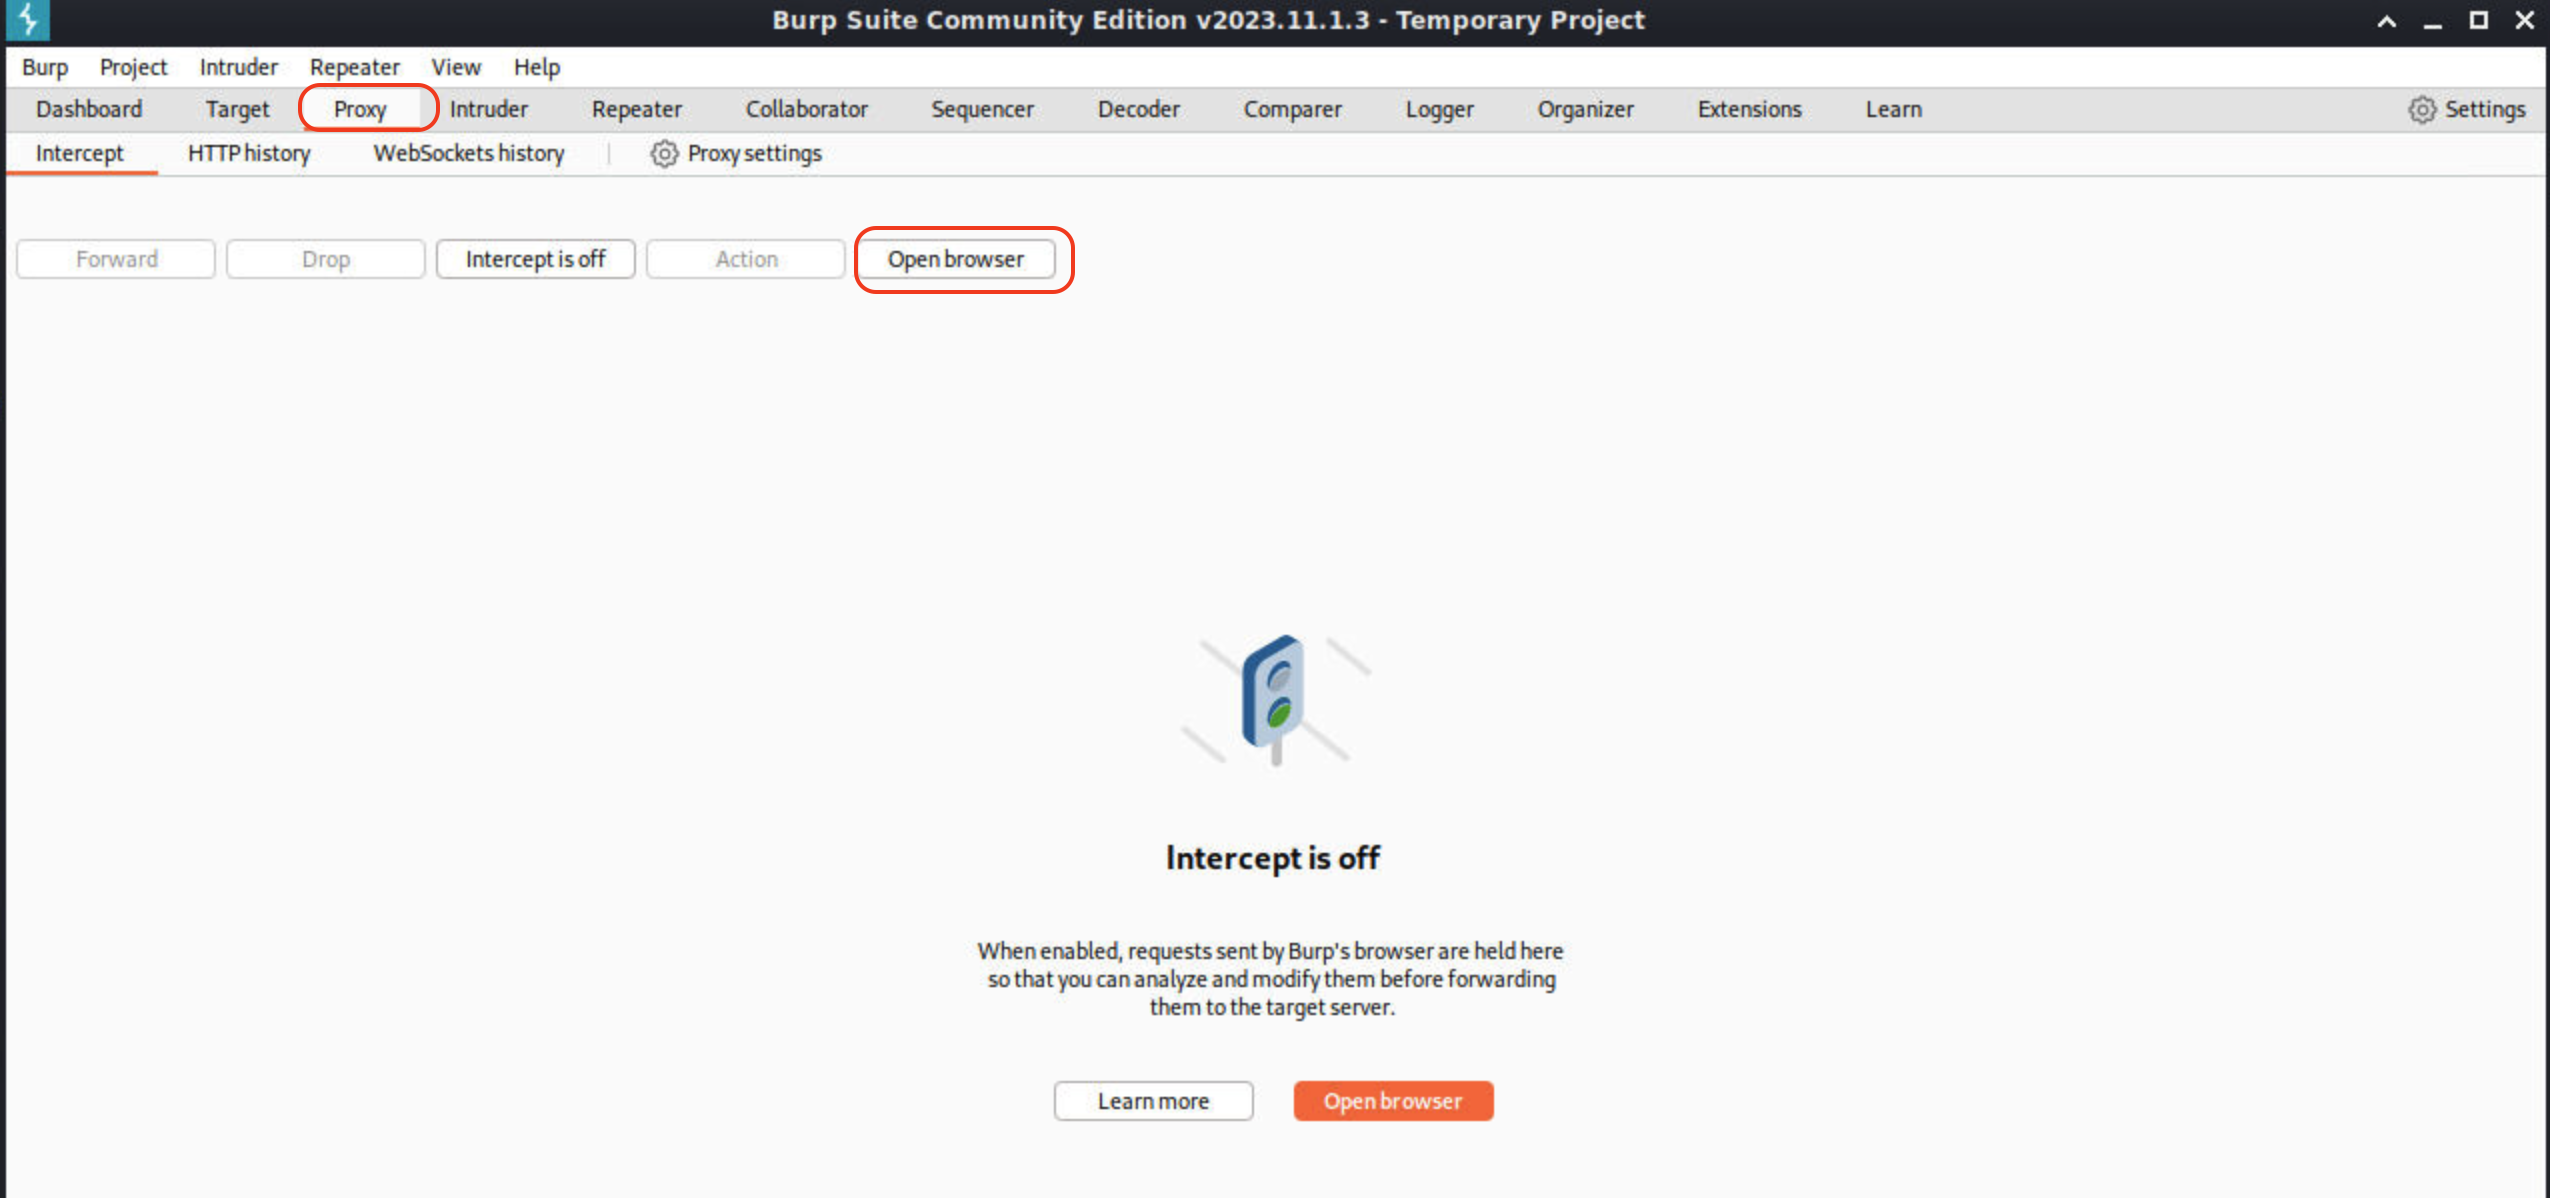 Burp Suite Community Edition v2023.11.1.3 - Temporary Project
Burp Project Intruder Repeater View Help
Dashboard Target Proxy Intruder Repeater Collaborator Sequencer Decoder Comparer Logger Organizer Extensions Learn Settings
Intercept HTTP history WebSockets history Proxy settings
Forward Drop Intercept is off Action Open browser
Intercept is off
When enabled, requests sent by Burp's browser are held here
so that you can analyze and modify them before forwarding
them to the target server.
Learn more Open browser